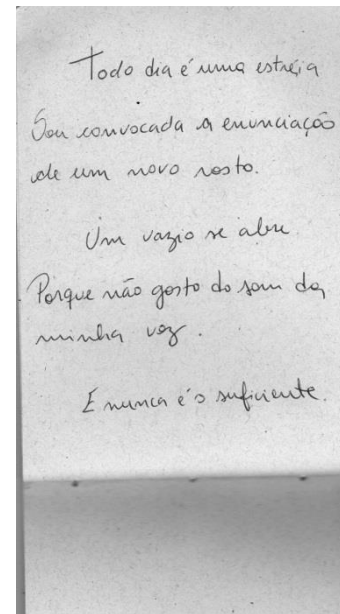 Todo dia é uma estréia
Sou convocada a enunciação
de um novo rosto.
Um vazio se abre
Porque não gosto do som da
minha voz.
E nunca é o suficiente.